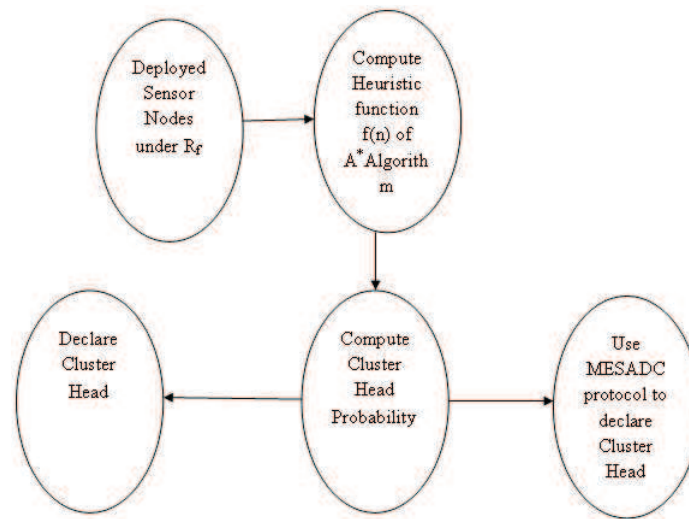 Deployed
Sensor
Nodes
under Rf
Compute
Heuristic
function
f(n) of
A*Algorith
m
Declare
Cluster
Head
Compute
Cluster
Head
Probability
Use
MESADC
protocol to
declare
Cluster
Head